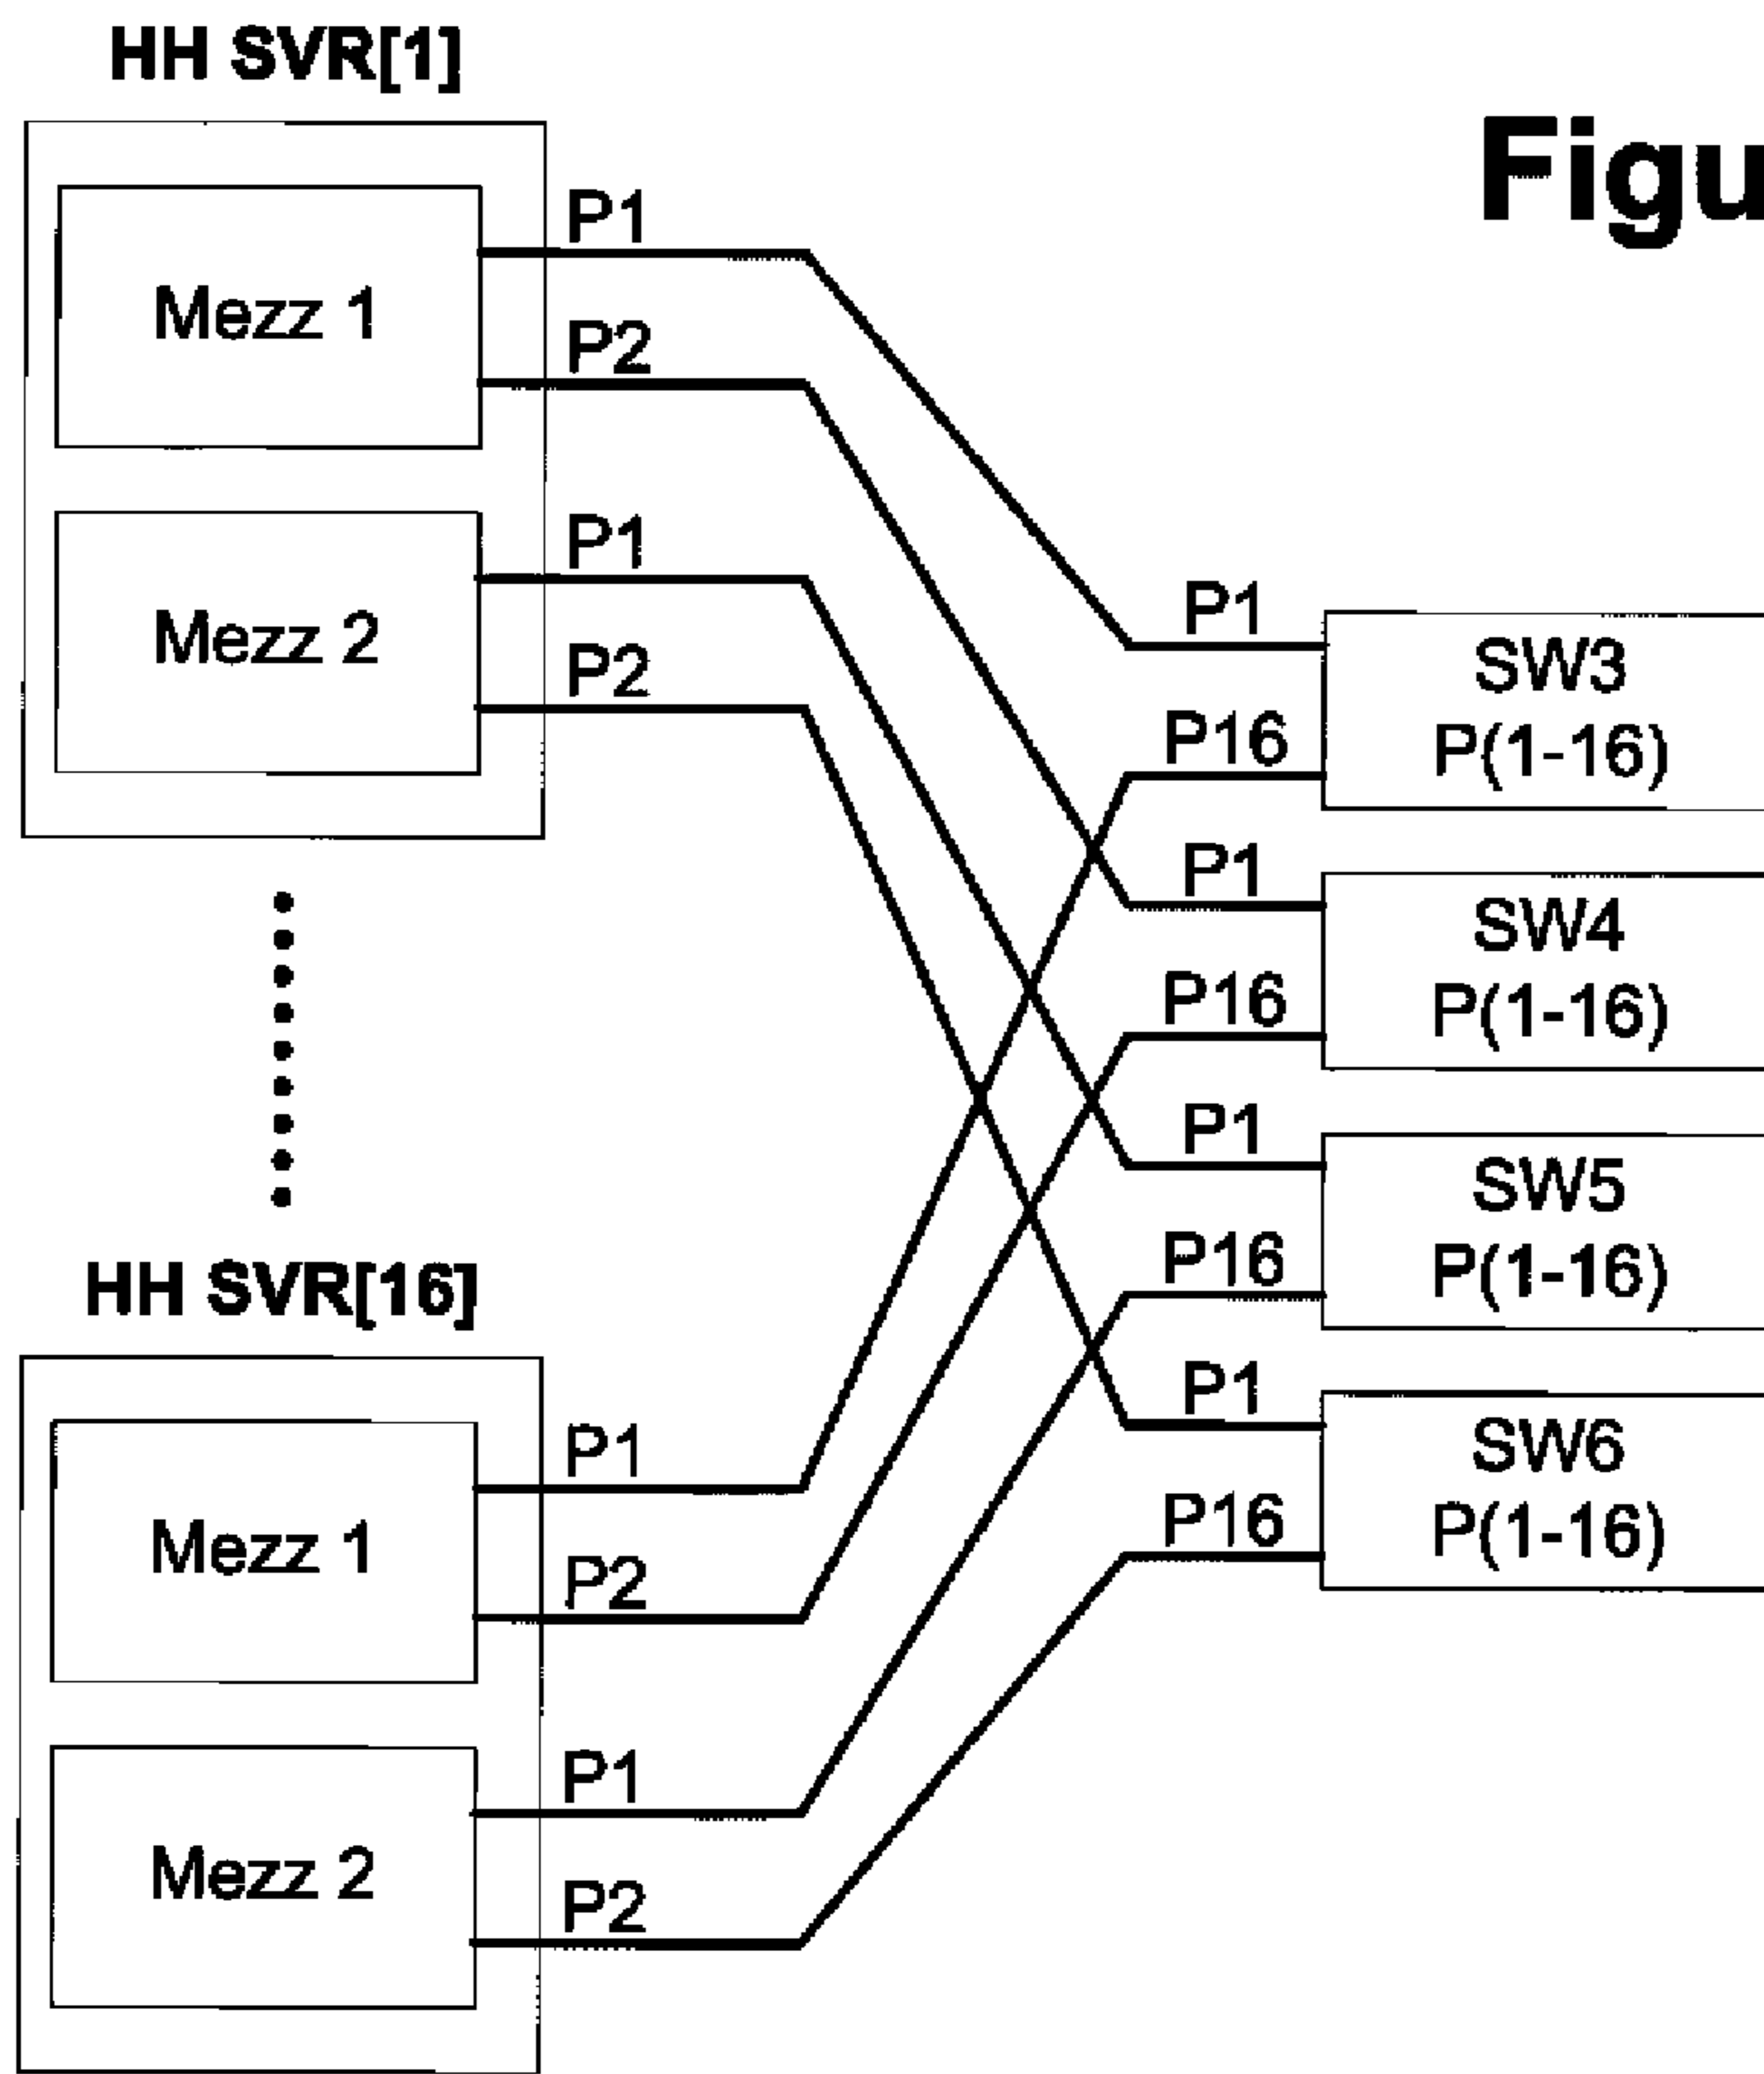 HH SVR[1]
Figu
Mezz 1
P1
P2
Mezz 2
P1
P2
P1
SW3
P16
P(1-16)
P1
SW4
P16
P(1-16)
P1
SW5
P16
P(1-16)
P1
SW6
P16
P(1-16)
HH SVR[16]
Mezz 1
P1
P2
Mezz 2
P1
P2